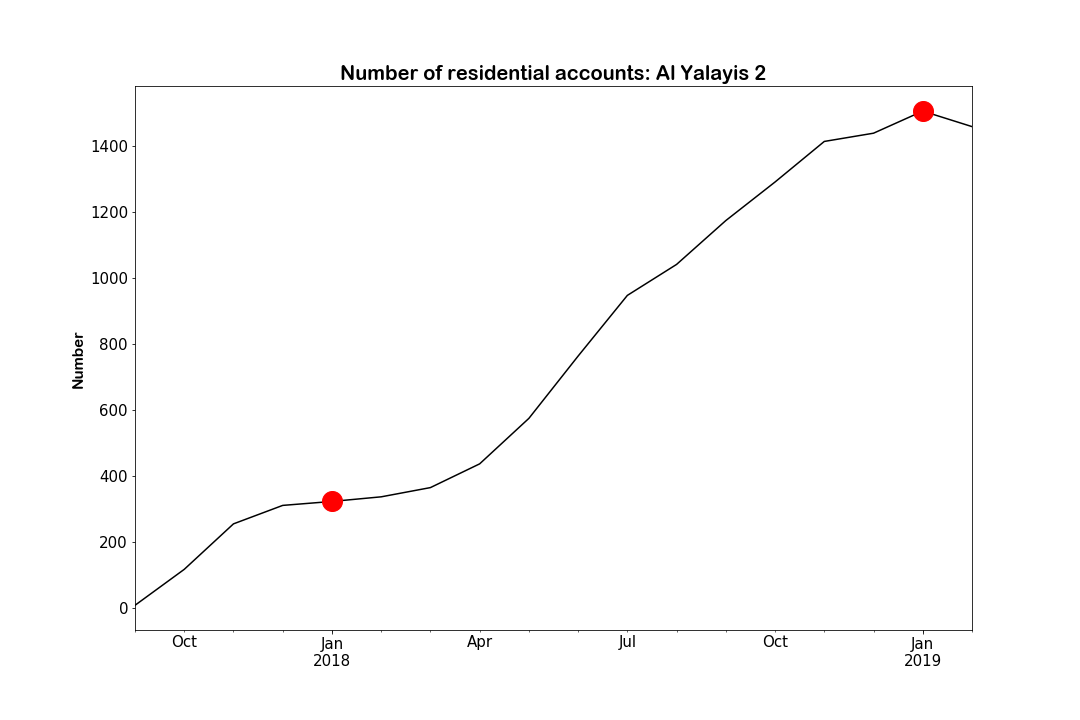 Number of residential accounts: Al Yalayis 2
Number
1400
1200
1000
800
600
400
200
0
Oct
Jan
2018
Apr
Jul
Oct
Jan
2019